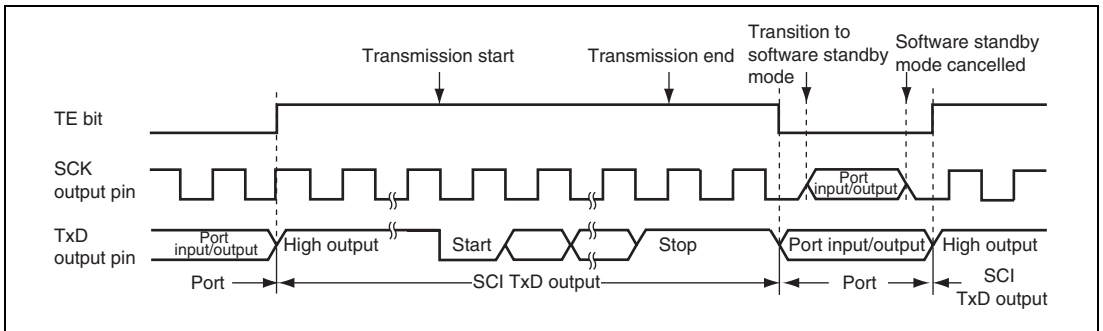 Transmission start
Transmission end
Transition to
software standby
mode
Software standby
mode cancelled
TE bit
SCK
output pin
Port
input/output
TxD
output pin
Port
input/output
High output
Start
Stop
Port input/output
High output
Port
SCI TxD output
Port
SCI
TxD output